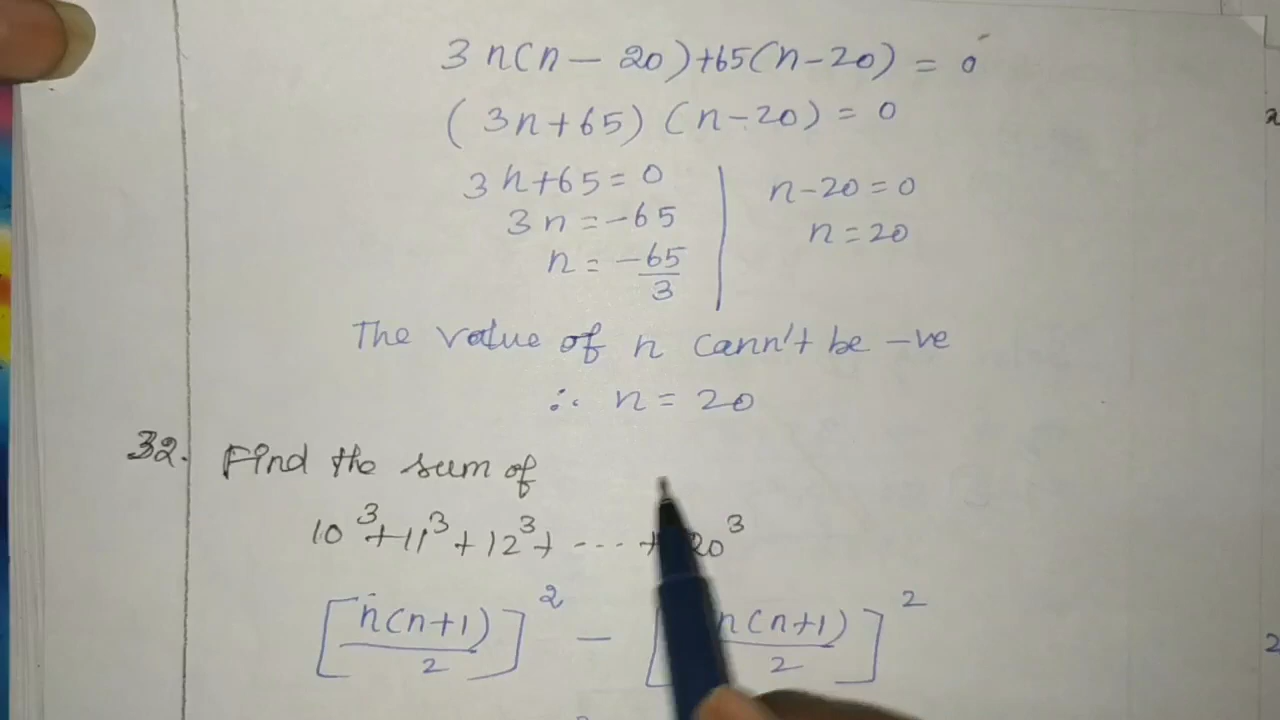 3n(n-20)+65(n-20) = 0
(3n+65) (n-20) = 0
3n+65=0 n-20=0
3n = -65 n = 20
n = -65/3
The value of n cann't be -ve
∴ n = 20
32. Find the sum of
10³+11³+12³+ --- + 20³
[n(n+1)/2]² - [n(n+1)/2]²